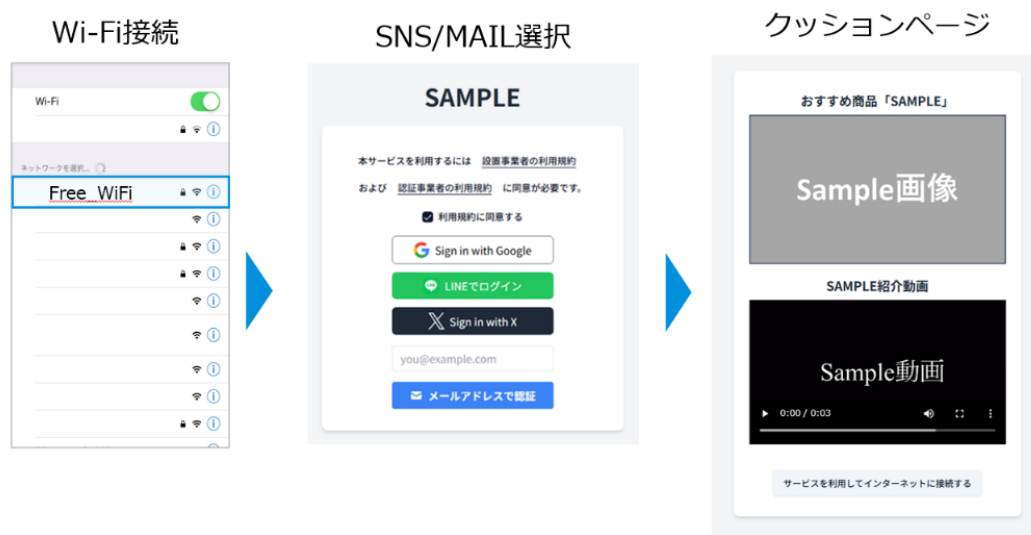 Wi-Fi接続
Wi-Fi
ネットワークを選択...
Free_WiFi
SNS/MAIL選択
SAMPLE
本サービスを利用するには 設置事業者の利用規約
および 認証事業者の利用規約 に同意が必要です。
利用規約に同意する
Sign in with Google
LINEでログイン
Sign in with X
you@example.com
メールアドレスで認証
クッションページ
おすすめ商品「SAMPLE」
Sample画像
SAMPLE紹介動画
Sample動画
0:00 / 0:03
サービスを利用してインターネットに接続する